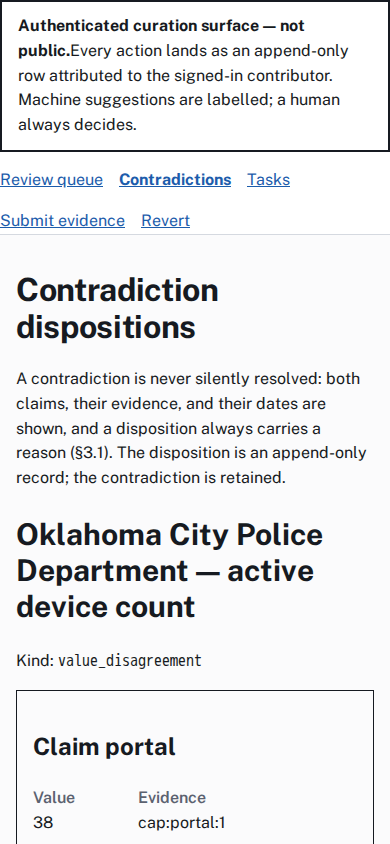 Authenticated curation surface — not
public.Every action lands as an append-only
row attributed to the signed-in contributor.
Machine suggestions are labelled; a human
always decides.
Review queue Contradictions Tasks
Submit evidence Revert
Contradiction
dispositions
A contradiction is never silently resolved: both
claims, their evidence, and their dates are
shown, and a disposition always carries a
reason (§3.1). The disposition is an append-only
record; the contradiction is retained.
Oklahoma City Police
Department — active
device count
Kind: value_disagreement
Claim portal
Value Evidence
38 cap:portal:1